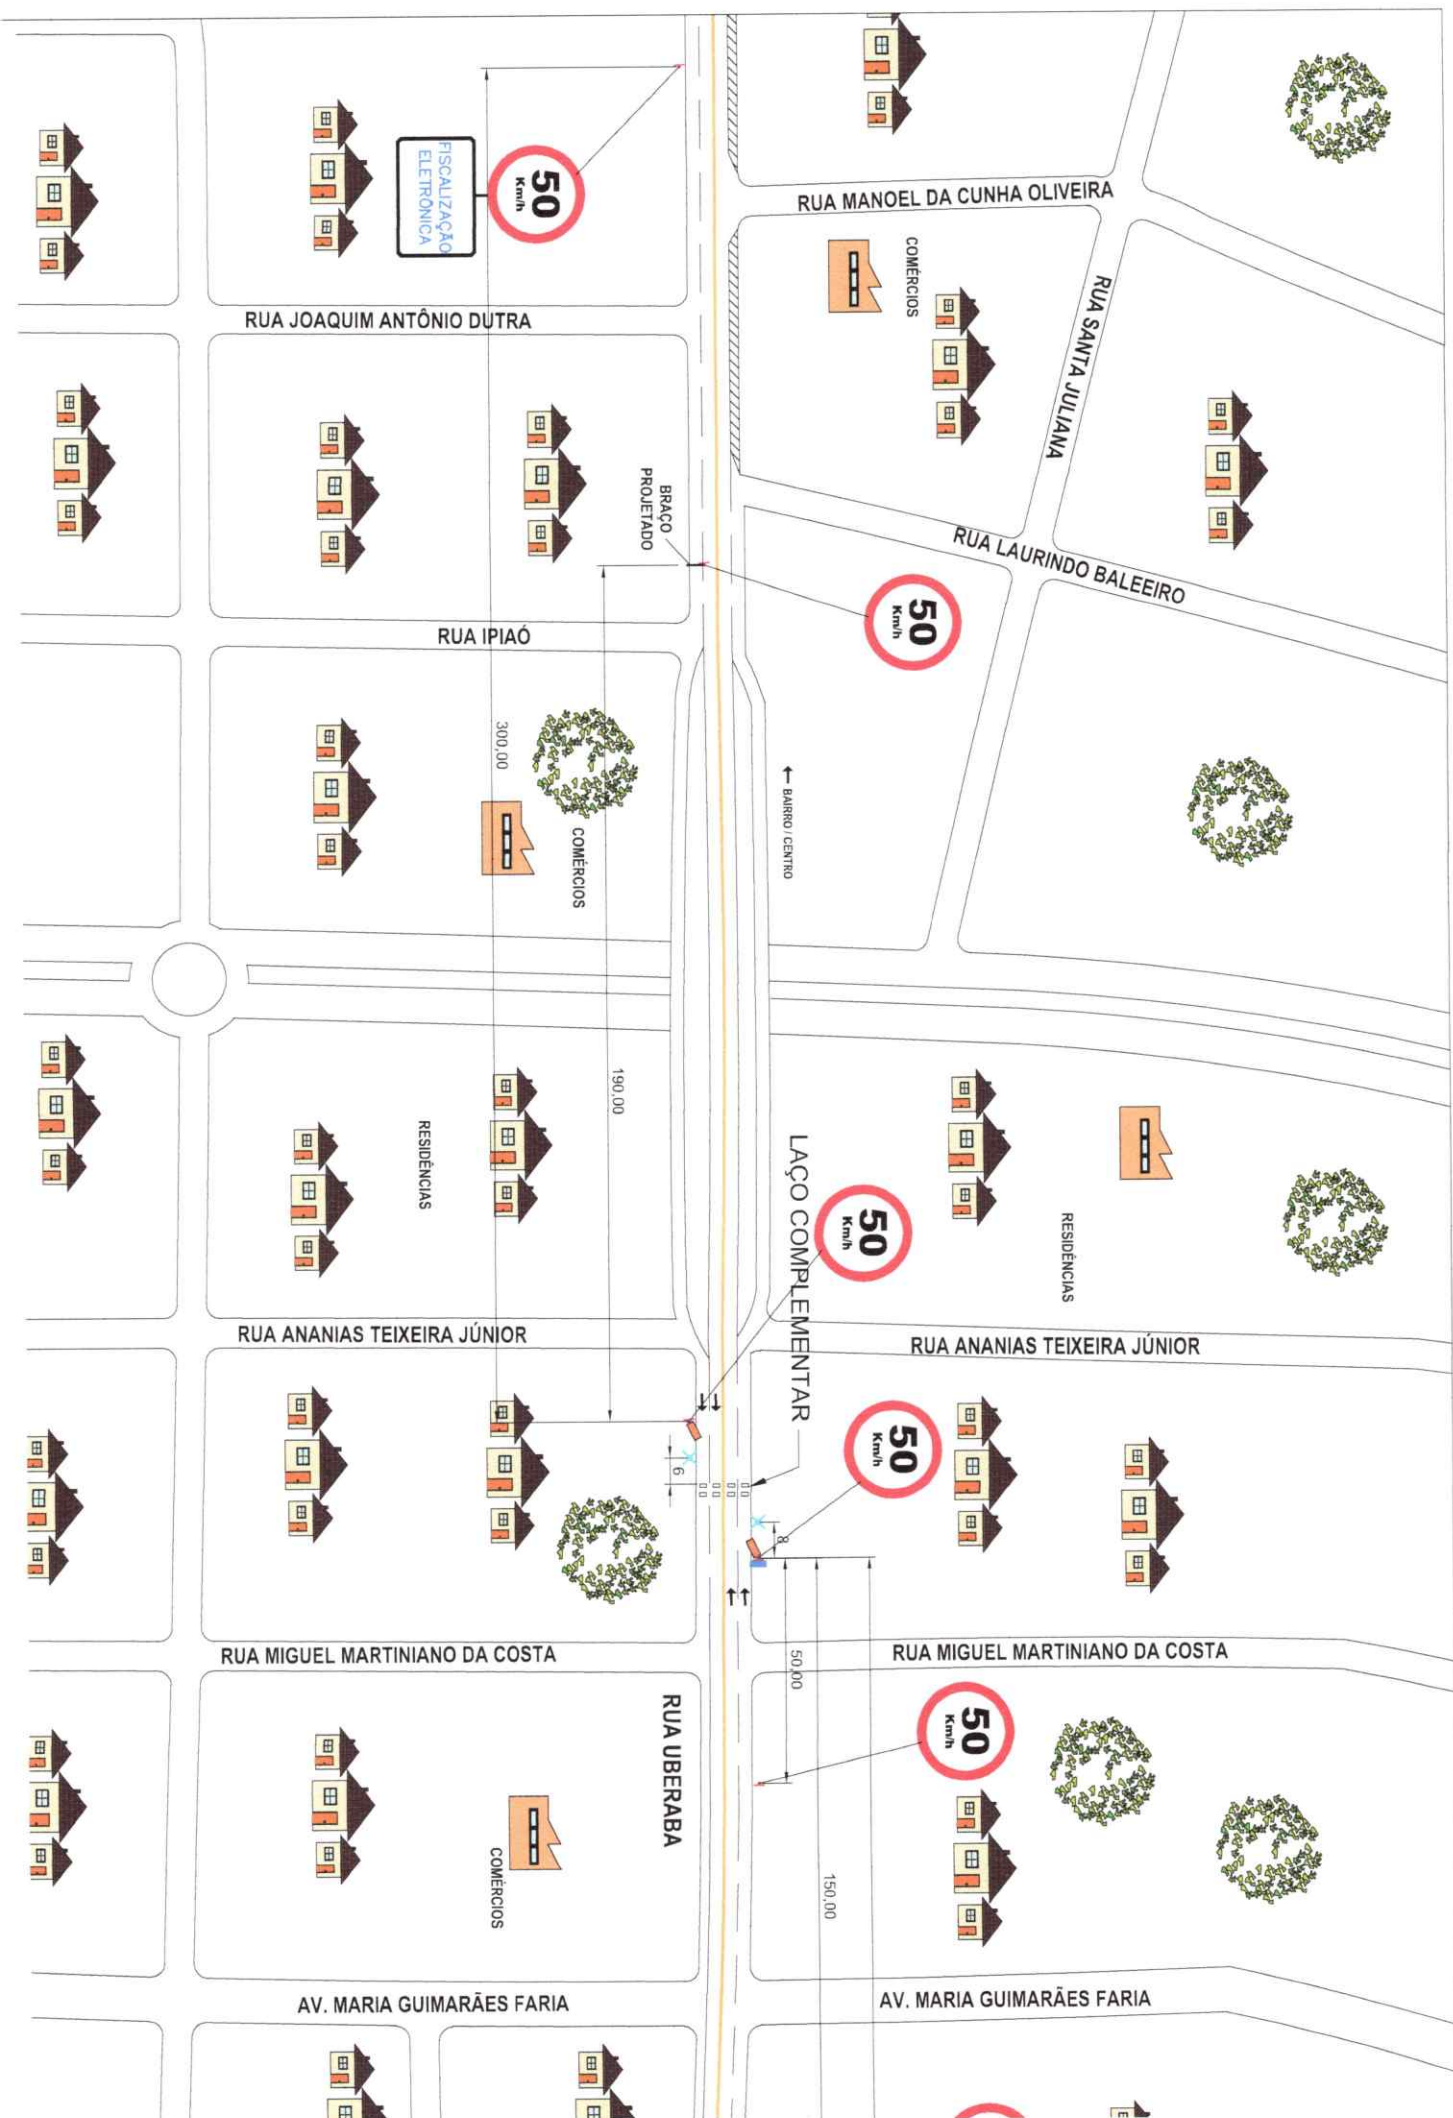 50
Km/h
FISCALIZAÇÃO
ELETRÔNICA
RUA MANOEL DA CUNHA OLIVEIRA
COMÉRCIOS
RUA SANTA JULIANA
RUA JOAQUIM ANTÔNIO DUTRA
BRAÇO
PROJETADO
RUA LAURINDO BALEEIRO
50
Km/h
RUA IPIAÓ
300,00
COMÉRCIOS
← BAIRRO / CENTRO
190,00
RESIDÊNCIAS
LAÇO COMPLEMENTAR
50
Km/h
RESIDÊNCIAS
RUA ANANIAS TEIXEIRA JÚNIOR
RUA ANANIAS TEIXEIRA JÚNIOR
50
Km/h
6
8
RUA MIGUEL MARTINIANO DA COSTA
RUA MIGUEL MARTINIANO DA COSTA
50,00
RUA UBERABA
50
Km/h
COMÉRCIOS
150,00
AV. MARIA GUIMARÃES FARIA
AV. MARIA GUIMARÃES FARIA